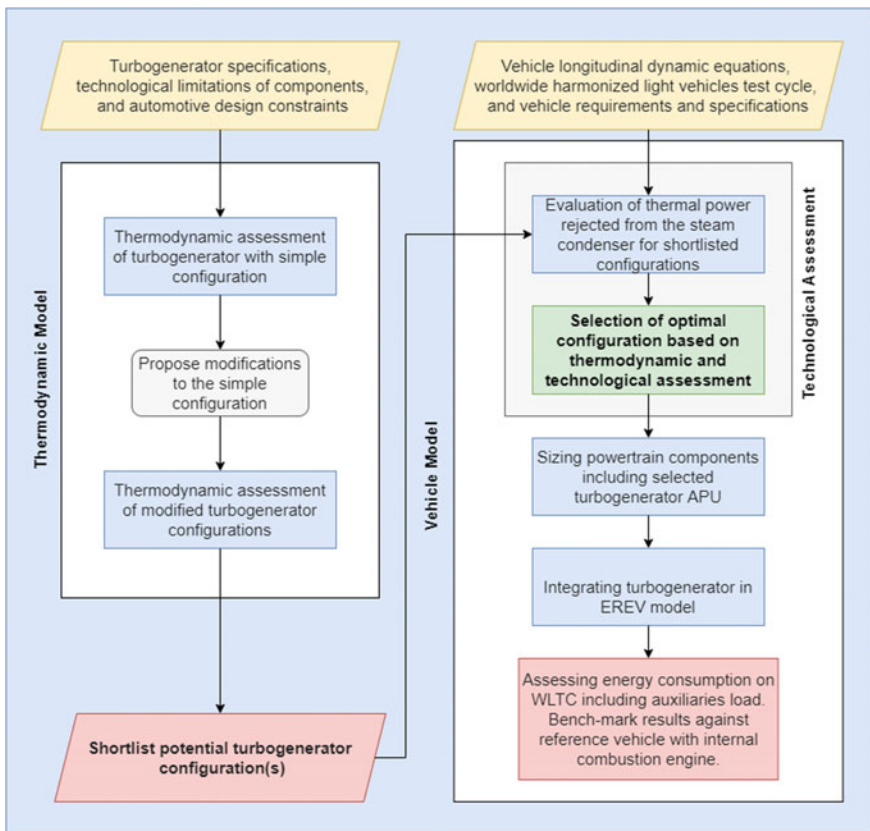 Turbogenerator specifications,
technological limitations of components,
and automotive design constraints
Thermodynamic Model
Thermodynamic assessment
of turbogenerator with simple
configuration
Propose modifications
to the simple
configuration
Thermodynamic assessment
of modified turbogenerator
configurations
Shortlist potential turbogenerator
configuration(s)
Vehicle longitudinal dynamic equations,
worldwide harmonized light vehicles test cycle,
and vehicle requirements and specifications
Vehicle Model
Technological Assessment
Evaluation of thermal power
rejected from the steam
condenser for shortlisted
configurations
Selection of optimal
configuration based on
thermodynamic and
technological assessment
Sizing powertrain components
including selected
turbogenerator APU
Integrating turbogenerator in
EREV model
Assessing energy consumption on
WLTC including auxiliaries load.
Bench-mark results against
reference vehicle with internal
combustion engine.